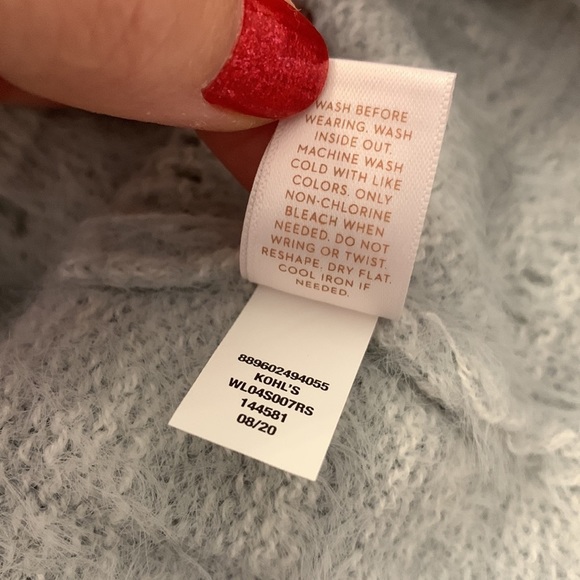 WASH BEFORE
WEARING. WASH
INSIDE OUT.
MACHINE WASH
COLD WITH LIKE
COLORS. ONLY
NON-CHLORINE
BLEACH WHEN
NEEDED. DO NOT
WRING OR TWIST.
RESHAPE. DRY FLAT.
COOL IRON IF
NEEDED.
889602494055
KOHL'S
WL04S007RS
144581
08/20